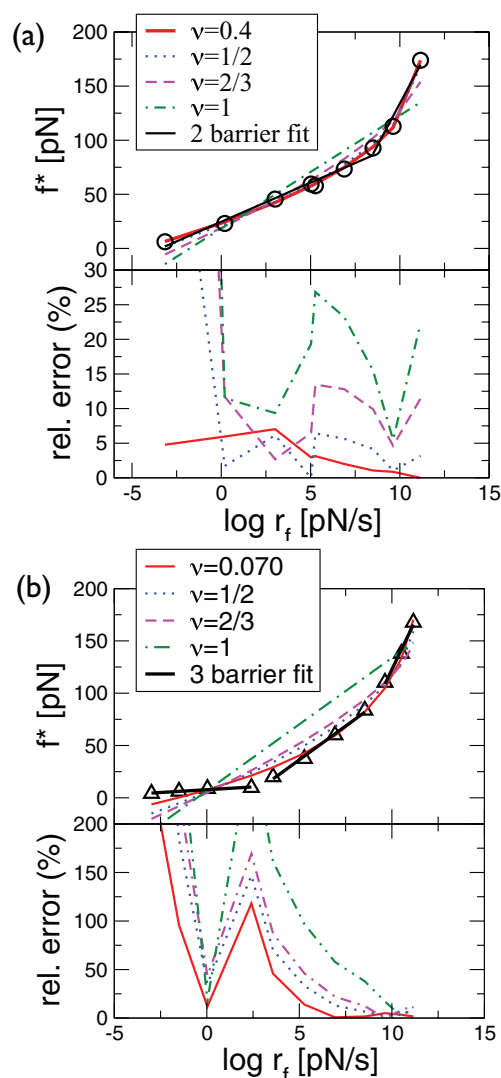 (a)
ν=0.4
ν=1/2
ν=2/3
ν=1
2 barrier fit
200
150
100
50
0
f* [pN]
30
25
20
15
10
5
0
rel. error (%)
-5 0 5 10 15
log r_f [pN/s]
(b)
ν=0.070
ν=1/2
ν=2/3
ν=1
3 barrier fit
200
150
100
50
0
f* [pN]
200
150
100
50
0
rel. error (%)
-5 0 5 10 15
log r_f [pN/s]